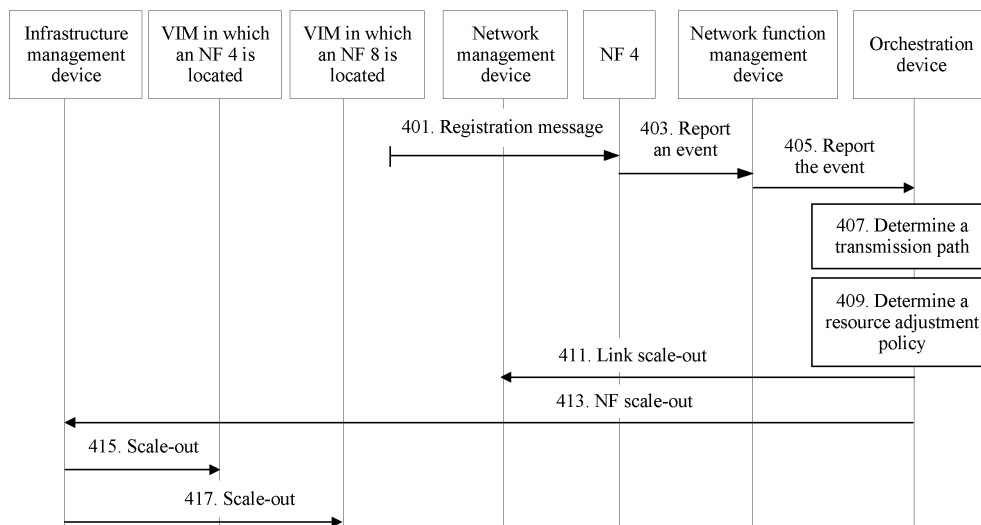 Infrastructure
management
device
VIM in which
an NF 4 is
located
VIM in which
an NF 8 is
located
Network
management
device
NF 4
Network function
management
device
Orchestration
device
401. Registration message
403. Report
an event
405. Report
the event
407. Determine a
transmission path
409. Determine a
resource adjustment
policy
411. Link scale-out
413. NF scale-out
415. Scale-out
417. Scale-out